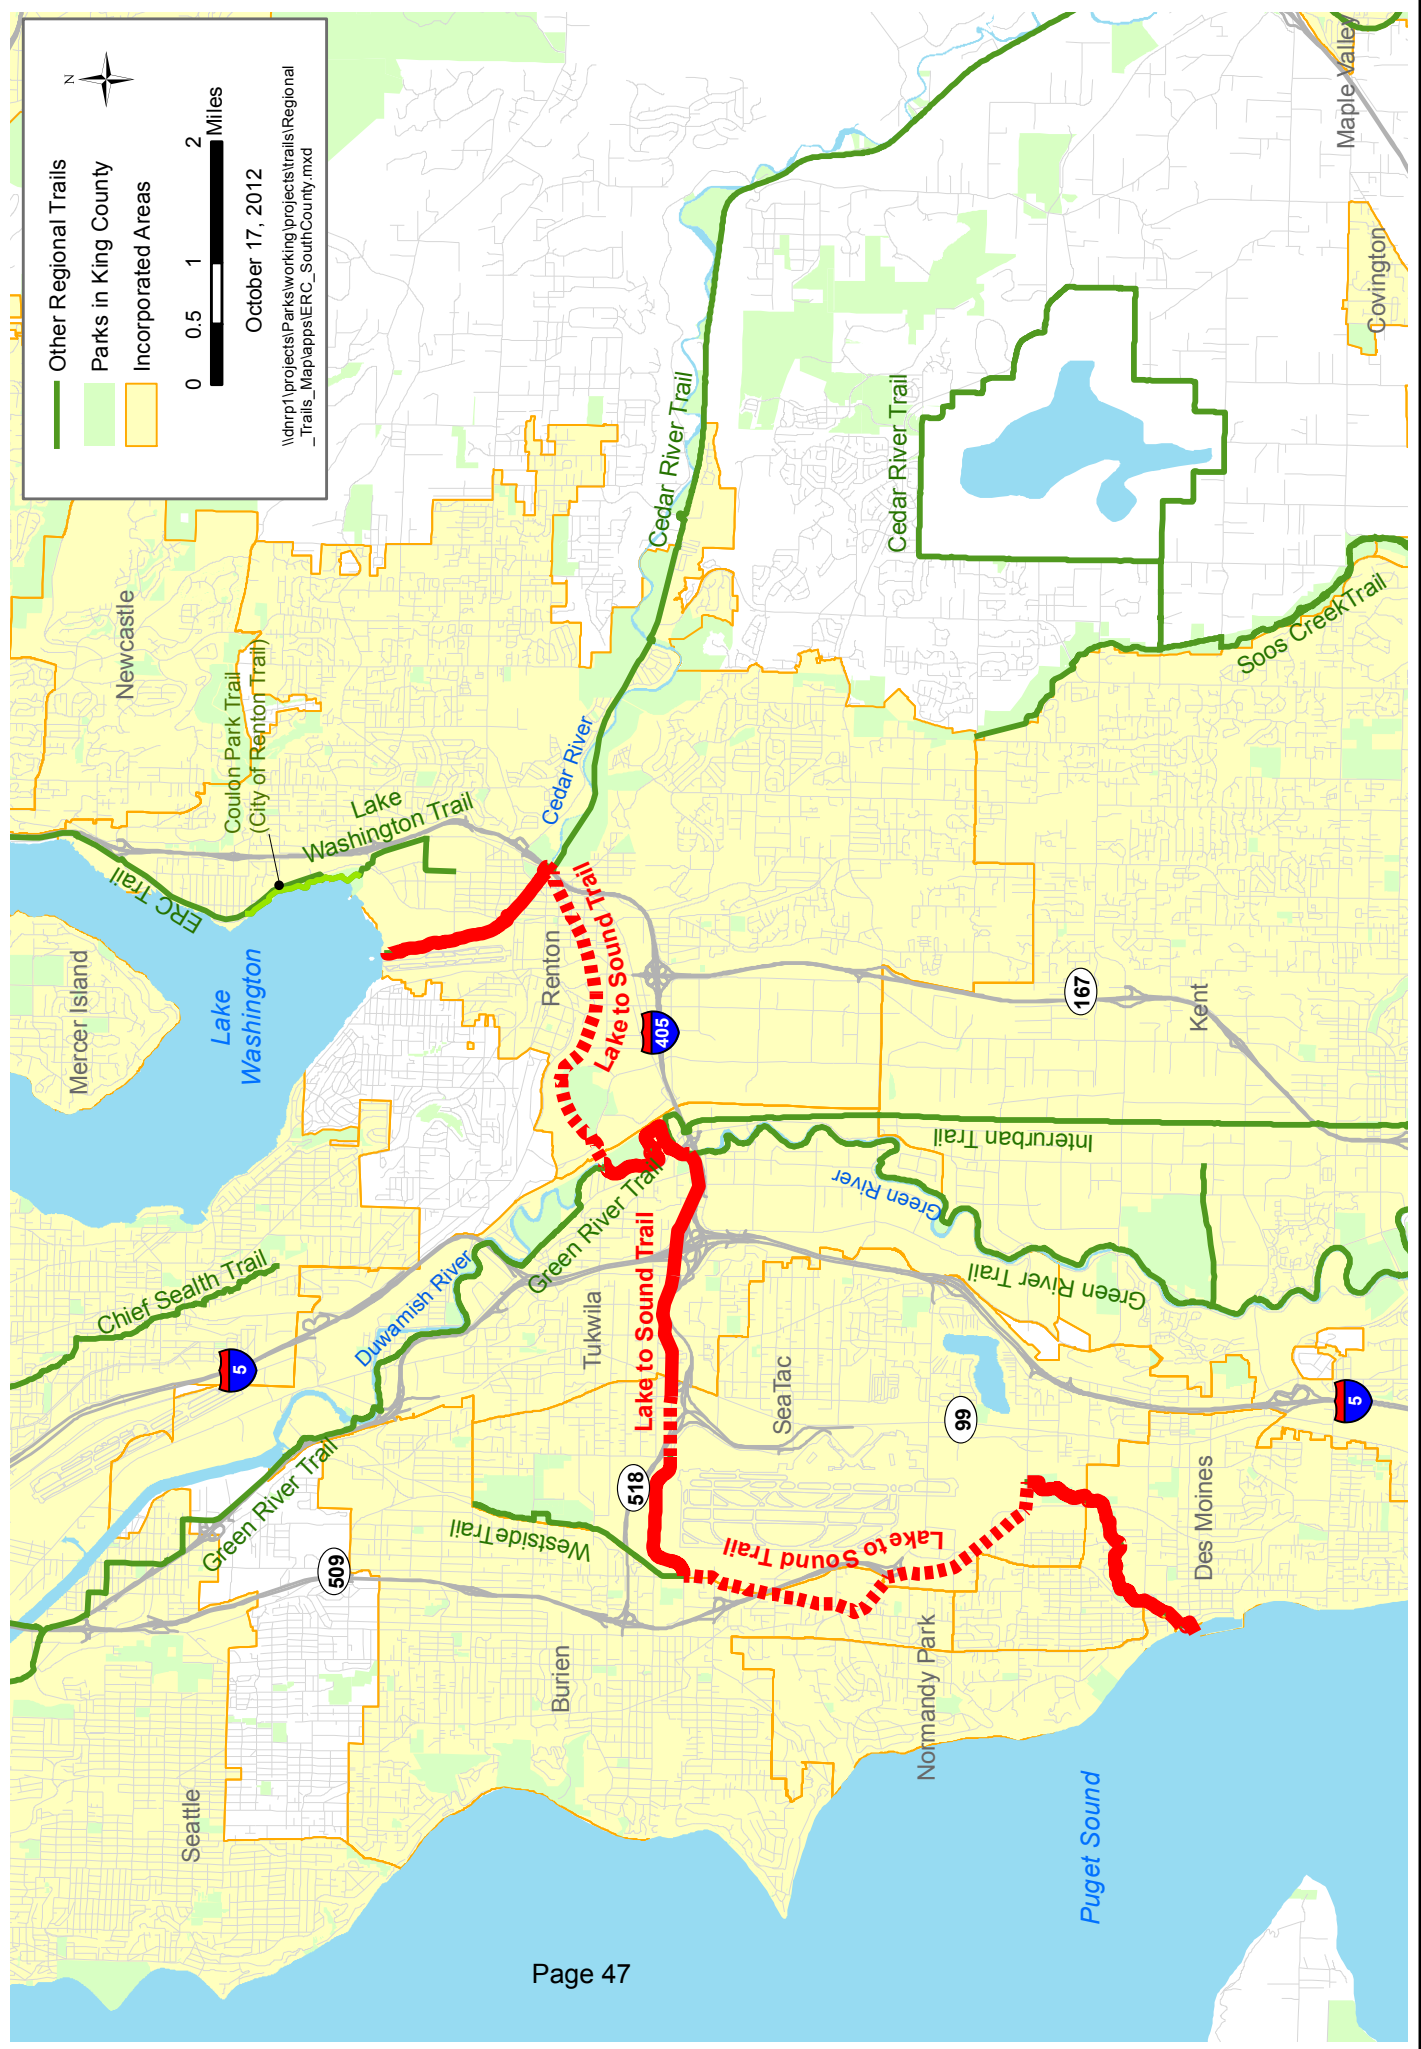 N
Other Regional Trails
Parks in King County
Incorporated Areas
0 0.5 1 2
Miles
October 17, 2012
\\dnrp1\projects\Parks\working\projects\trails\Regional
_Trails_Map\apps\ERC_SouthCounty.mxd
Newcastle
Coulon Park Trail
(City of Renton Trail)
Lake
Washington Trail
ERC Trail
Mercer Island
Lake
Washington
Chief Sealth Trail
5
Duwamish River
Green River Trail
509
Seattle
Burien
Maple Valley
Covington
Cedar River Trail
Cedar River Trail
Soos CreekTrail
Cedar River
Renton
Lake to Sound Trail
405
167
Kent
Interurban Trail
Green River
Green River Trail
Green River Trail
Tukwila
Lake to Sound Trail
SeaTac
99
518
WestsideTrail
Lake to Sound Trail
Normandy Park
Des Moines
5
Puget Sound
Page 47